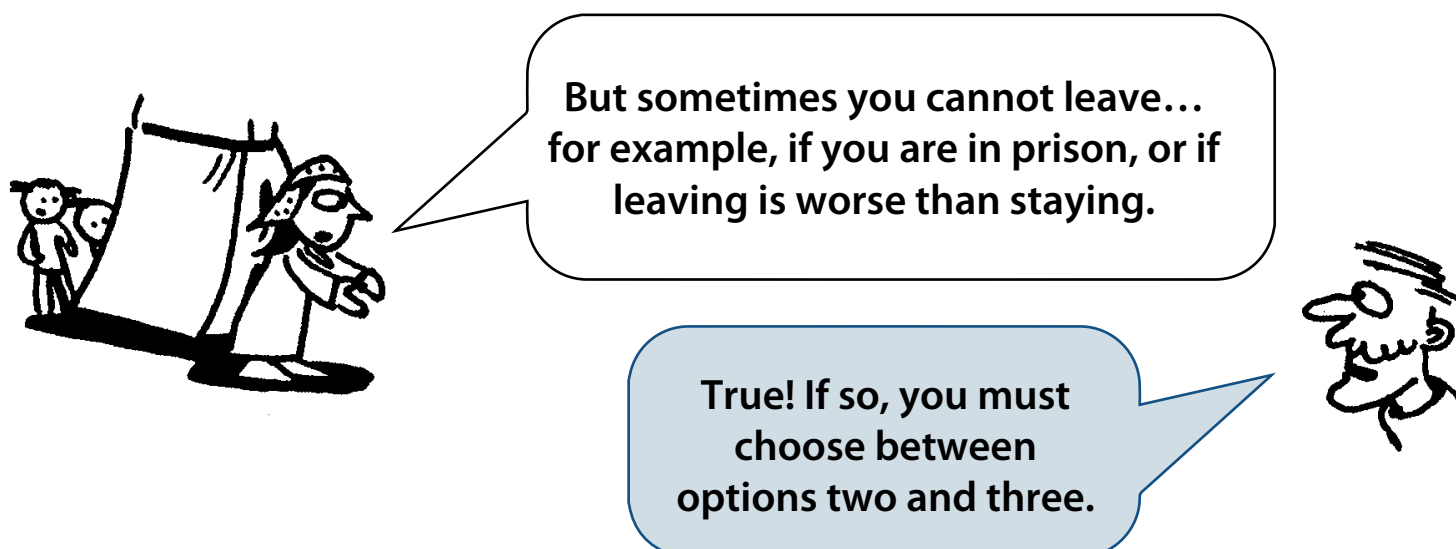 But sometimes you cannot leave…
for example, if you are in prison, or if
leaving is worse than staying.
True! If so, you must
choose between
options two and three.